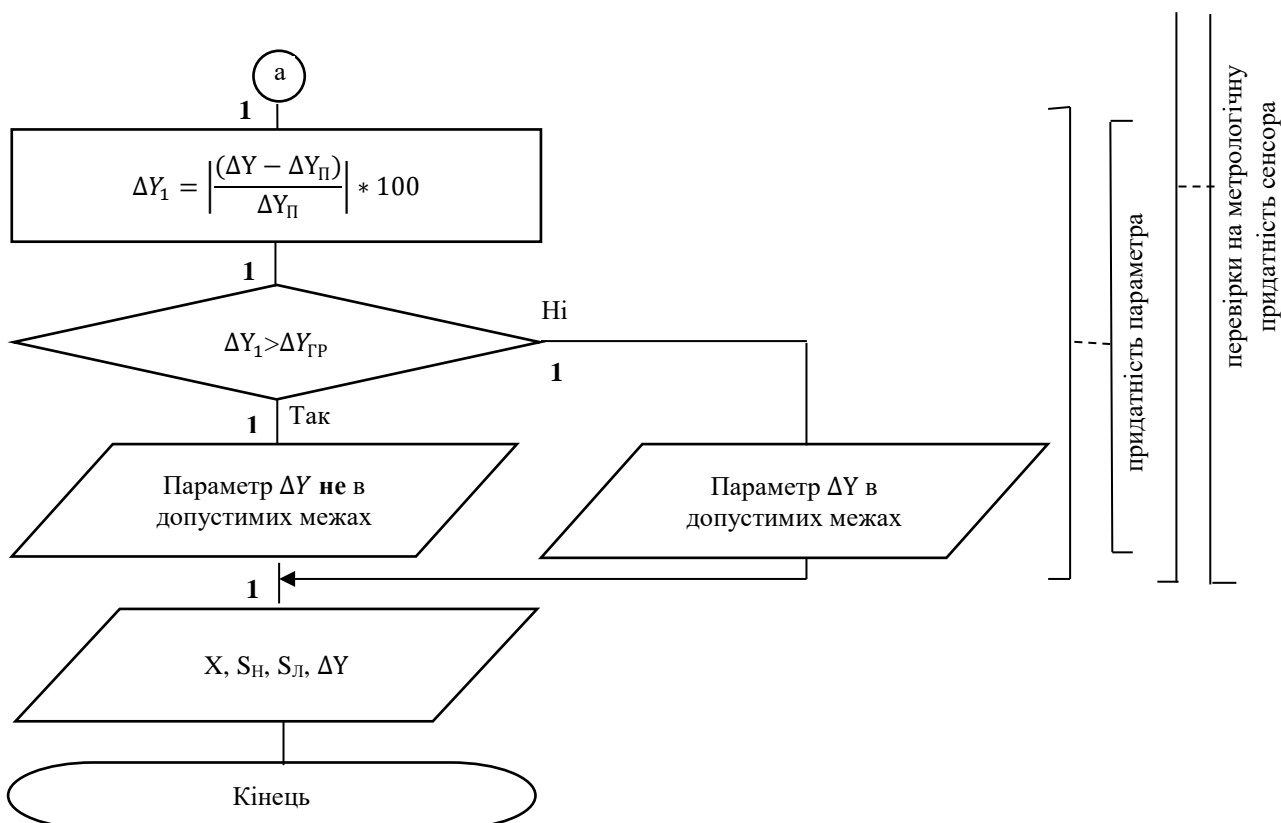 а
1
ΔY₁ = |(ΔY − ΔY_П) / ΔY_П| * 100
1
ΔY₁>ΔY_ГР
Ні
1
1
Так
Параметр ΔY не в
допустимих межах
Параметр ΔY в
допустимих межах
1
X, S_Н, S_Л, ΔY
Кінець
придатність параметра
перевірки на метрологічну
придатність сенсора